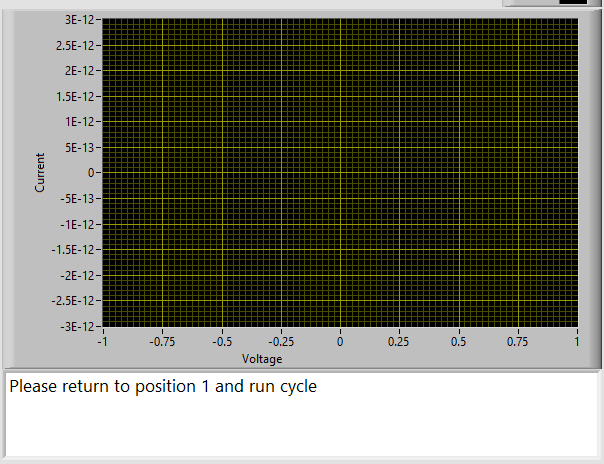 3E-12
2.5E-12
2E-12
1.5E-12
1E-12
5E-13
0
-5E-13
-1E-12
-1.5E-12
-2E-12
-2.5E-12
-3E-12
Current
-1 -0.75 -0.5 -0.25 0 0.25 0.5 0.75 1
Voltage
Please return to position 1 and run cycle